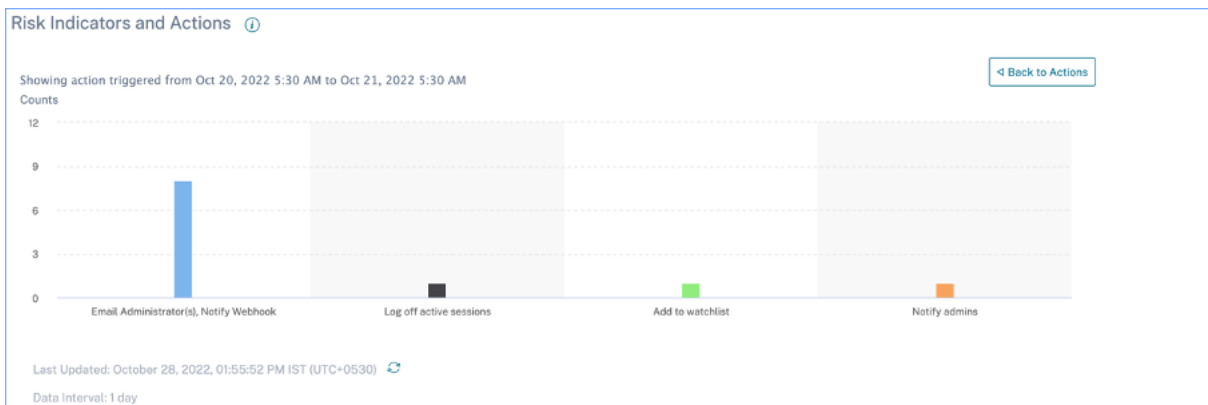 Risk Indicators and Actions
Showing action triggered from Oct 20, 2022 5:30 AM to Oct 21, 2022 5:30 AM
◁ Back to Actions
Counts
12
9
6
3
0
Email Administrator(s), Notify Webhook
Log off active sessions
Add to watchlist
Notify admins
Last Updated: October 28, 2022, 01:55:52 PM IST (UTC+0530)
Data Interval: 1 day